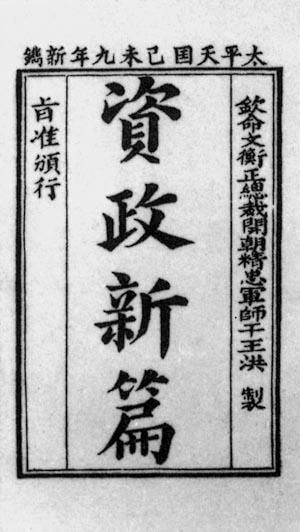 太平天囯己未九年新鐫
欽命文衡正總裁開朝精忠軍師干王洪 製
資政新篇
旨准頒行